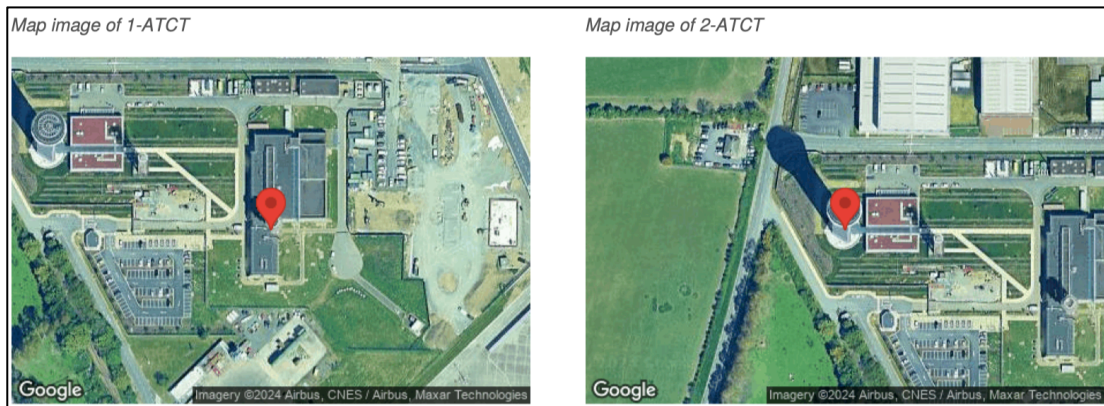 Map image of 1-ATCT
Map image of 2-ATCT
Google
Imagery ©2024 Airbus, CNES / Airbus, Maxar Technologies
Google
Imagery ©2024 Airbus, CNES / Airbus, Maxar Technologies